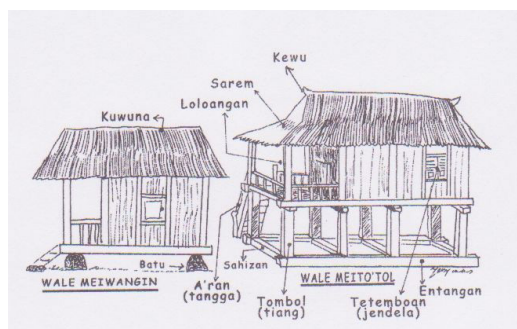 Kewu
Sarem
Loloangan
Kuwuna
Batu
Sahizan
WALE MEIWANGIN
A'ran
(tangga)
WALE MEITO'TOL
Tombol
(tiang)
Tetemboan
(jendela)
Entangan